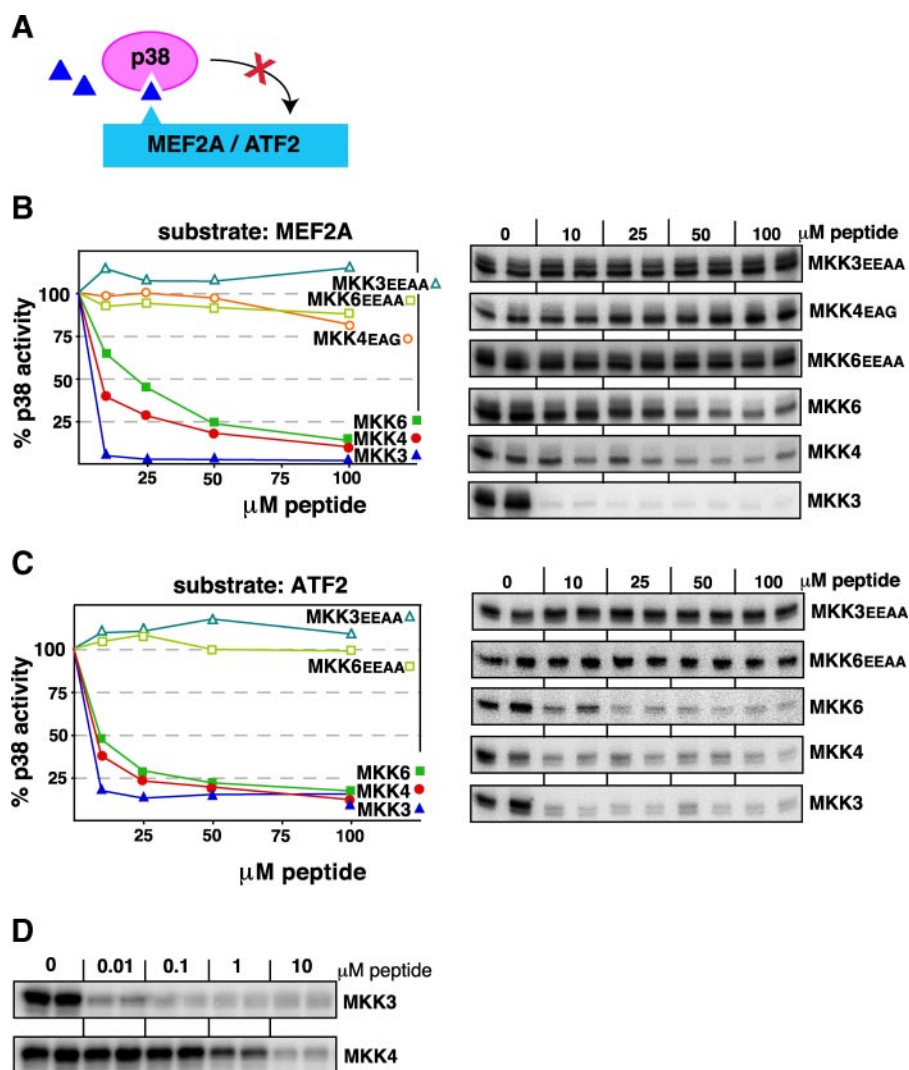 A
p38
MEF2A / ATF2
B
substrate: MEF2A
% p38 activity
100
75
50
25
MKK3EEAA
MKK6EEAA
MKK4EAG
MKK6
MKK4
MKK3
25 50 75 100
µM peptide
0 10 25 50 100 µM peptide
MKK3EEAA
MKK4EAG
MKK6EEAA
MKK6
MKK4
MKK3
C
substrate: ATF2
% p38 activity
100
75
50
25
MKK3EEAA
MKK6EEAA
MKK6
MKK4
MKK3
25 50 75 100
µM peptide
0 10 25 50 100 µM peptide
MKK3EEAA
MKK6EEAA
MKK6
MKK4
MKK3
D
0 0.01 0.1 1 10 µM peptide
MKK3
MKK4